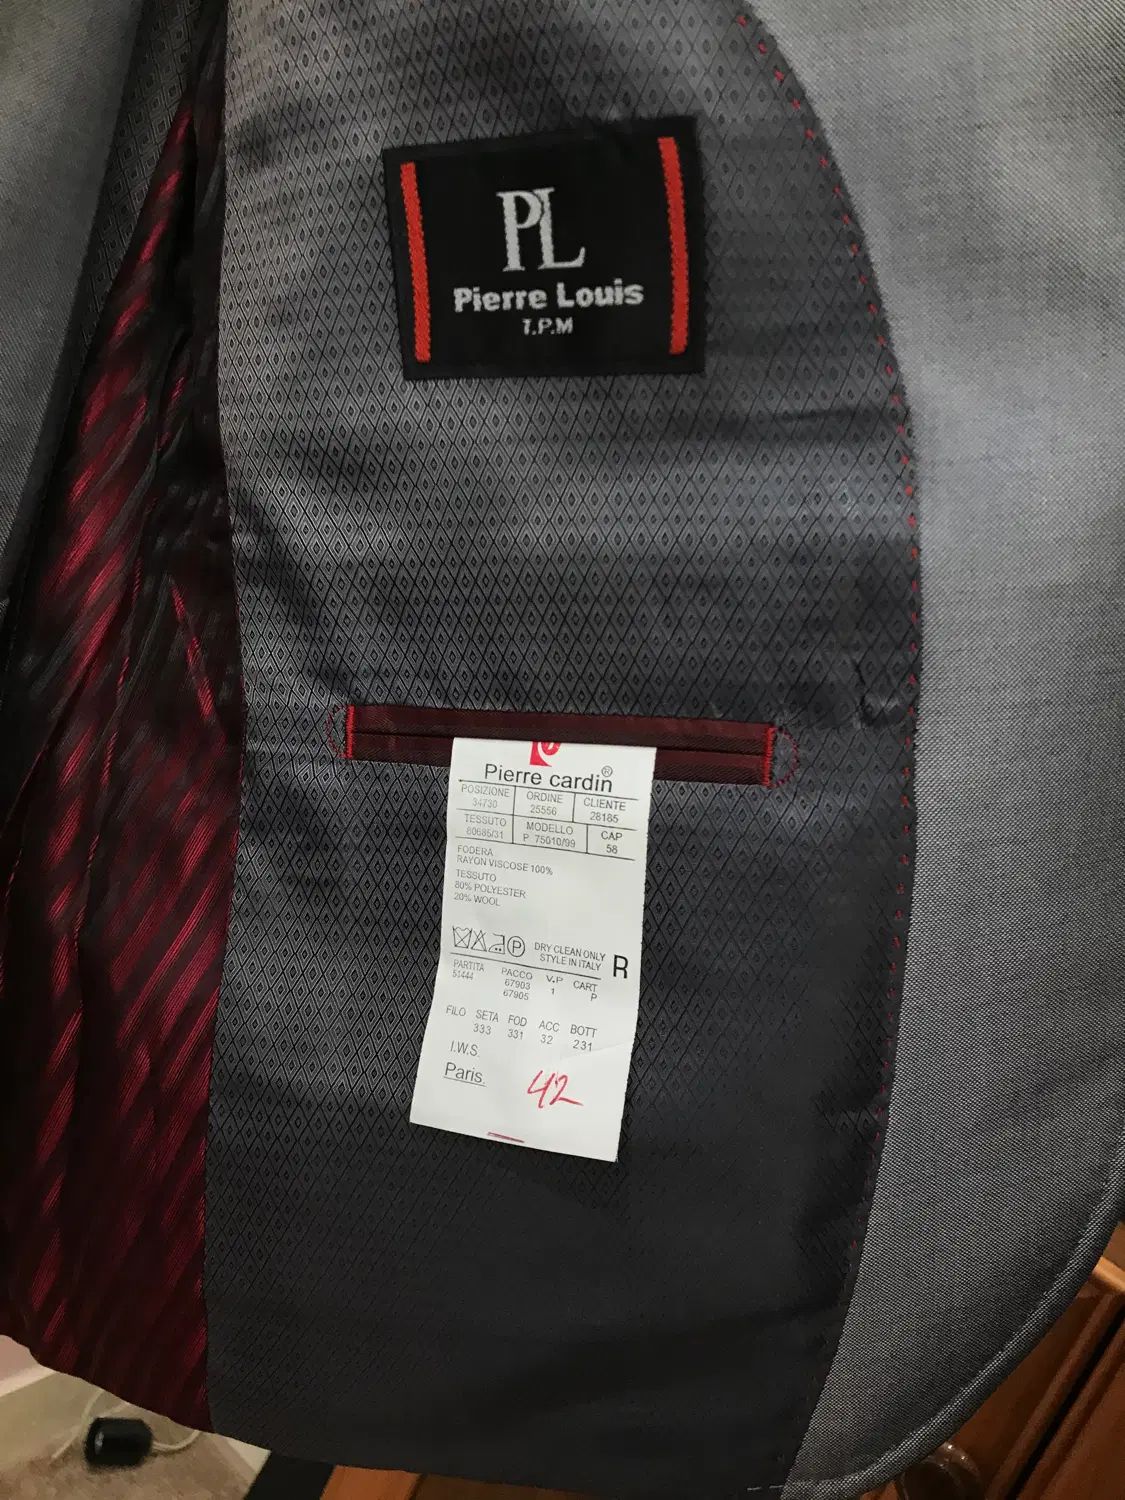 PL
Pierre Louis
T.P.M
Pierre cardin®
POSIZIONE ORDINE CLIENTE
34730 25556 28185
TESSUTO MODELLO CAP
80685/31 P 75010/99 58
FODERA
RAYON VISCOSE 100%
TESSUTO
80% POLYESTER
20% WOOL
P DRY CLEAN ONLY
STYLE IN ITALY R
PARTITA PACCO V.P CART
51444 67903 1 P
67905
FILO SETA FOD ACC BOTT
333 331 32 231
I.W.S.
Paris 42